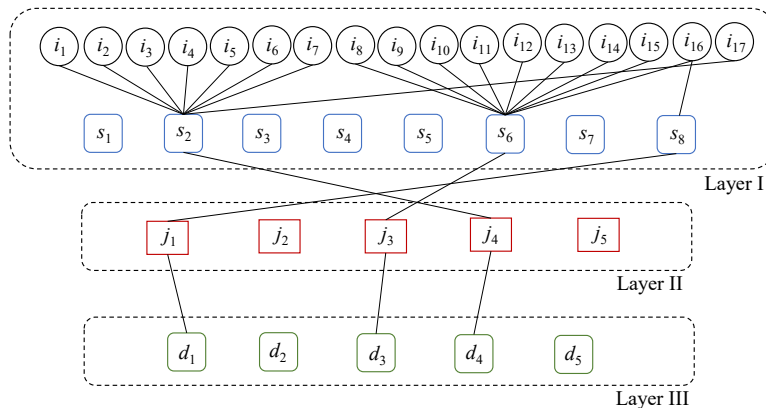 i1 i2 i3 i4 i5 i6 i7 i8 i9 i10 i11 i12 i13 i14 i15 i16 i17
s1 s2 s3 s4 s5 s6 s7 s8
Layer I
j1 j2 j3 j4 j5
Layer II
d1 d2 d3 d4 d5
Layer III